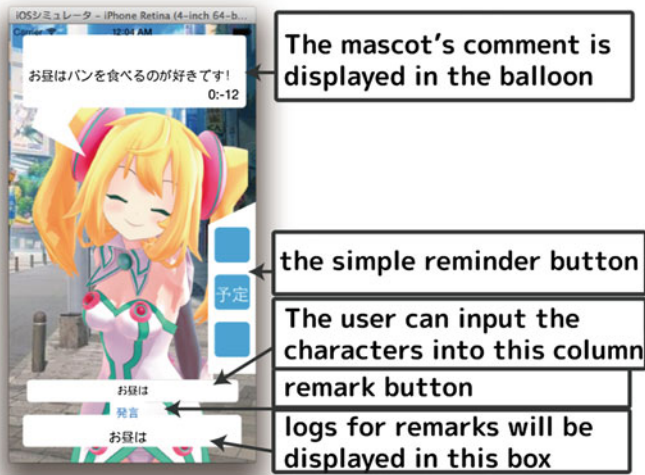 iOSシミュレータ – iPhone Retina (4-inch 64-b...
Carrier
12:04 AM
お昼はパンを食べるのが好きです!
0:-12
The mascot's comment is
displayed in the balloon
the simple reminder button
予定
The user can input the
characters into this column
お昼は
remark button
発言
logs for remarks will be
displayed in this box
お昼は